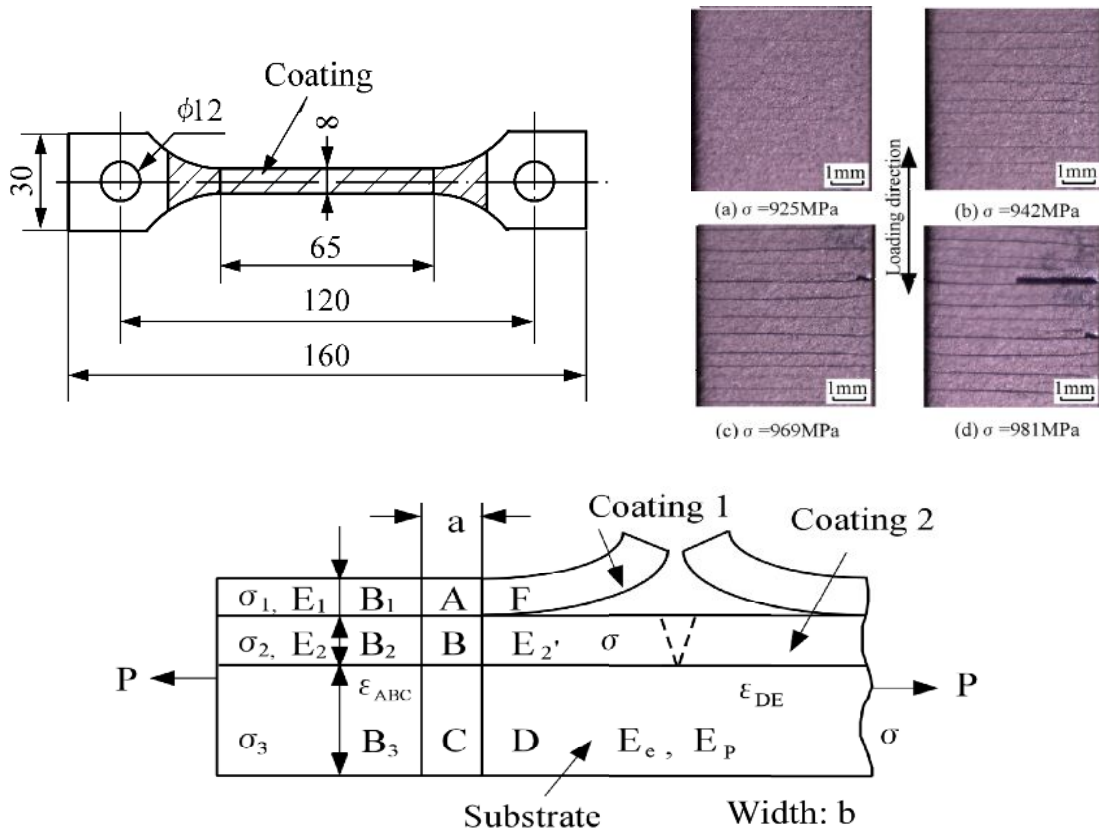 Coating
ϕ12
8
30
65
120
160
1mm
1mm
(a) σ =925MPa
(b) σ =942MPa
Loading direction
1mm
1mm
(c) σ =969MPa
(d) σ =981MPa
a
Coating 1
Coating 2
σ1, E1 B1 A F
σ2, E2 B2 B E2' σ
P εABC εDE P
σ3 B3 C D Ee , EP σ
Substrate
Width: b